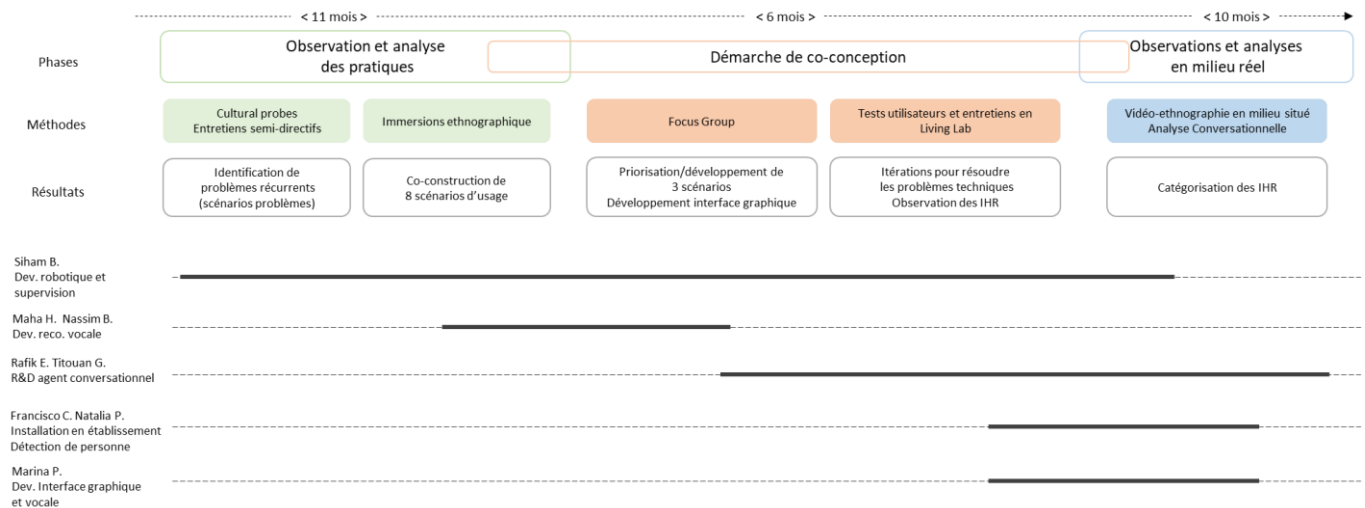 < 11 mois >
< 6 mois >
< 10 mois >
Phases
Observation et analyse
des pratiques
Démarche de co-conception
Observations et analyses
en milieu réel
Méthodes
Cultural probes
Entretiens semi-directifs
Immersions ethnographique
Focus Group
Tests utilisateurs et entretiens en
Living Lab
Vidéo-ethnographie en milieu situé
Analyse Conversationnelle
Résultats
Identification de
problèmes récurrents
(scénarios problèmes)
Co-construction de
8 scénarios d'usage
Priorisation/développement de
3 scénarios
Développement interface graphique
Itérations pour résoudre
les problèmes techniques
Observation des IHR
Catégorisation des IHR
Siham B.
Dev. robotique et
supervision
Maha H. Nassim B.
Dev. reco. vocale
Rafik E. Titouan G.
R&D agent conversationnel
Francisco C. Natalia P.
Installation en établissement
Détection de personne
Marina P.
Dev. Interface graphique
et vocale